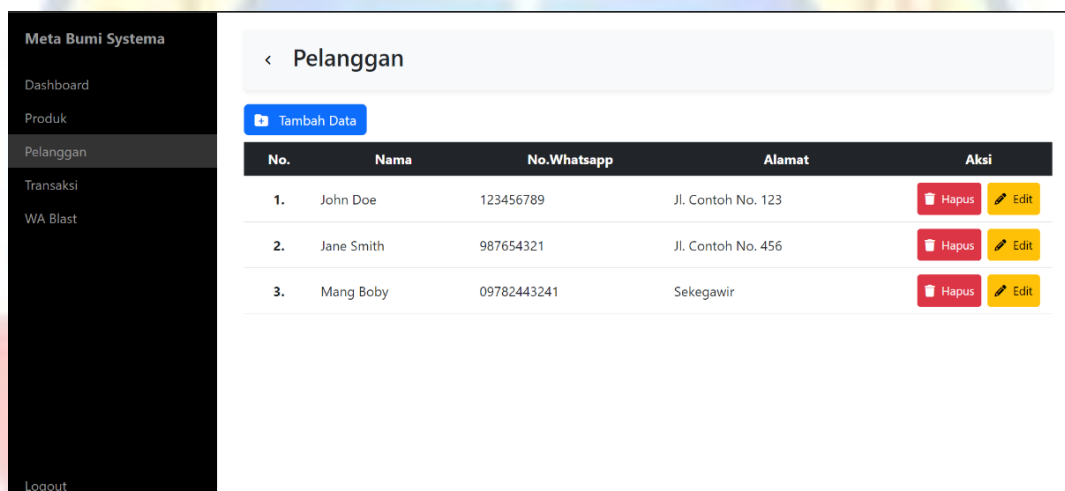 Meta Bumi Systema
Dashboard
Produk
Pelanggan
Transaksi
WA Blast
Logout
Pelanggan
Tambah Data
No. Nama No.Whatsapp Alamat Aksi
1. John Doe 123456789 Jl. Contoh No. 123 Hapus Edit
2. Jane Smith 987654321 Jl. Contoh No. 456 Hapus Edit
3. Mang Boby 09782443241 Sekegawir Hapus Edit